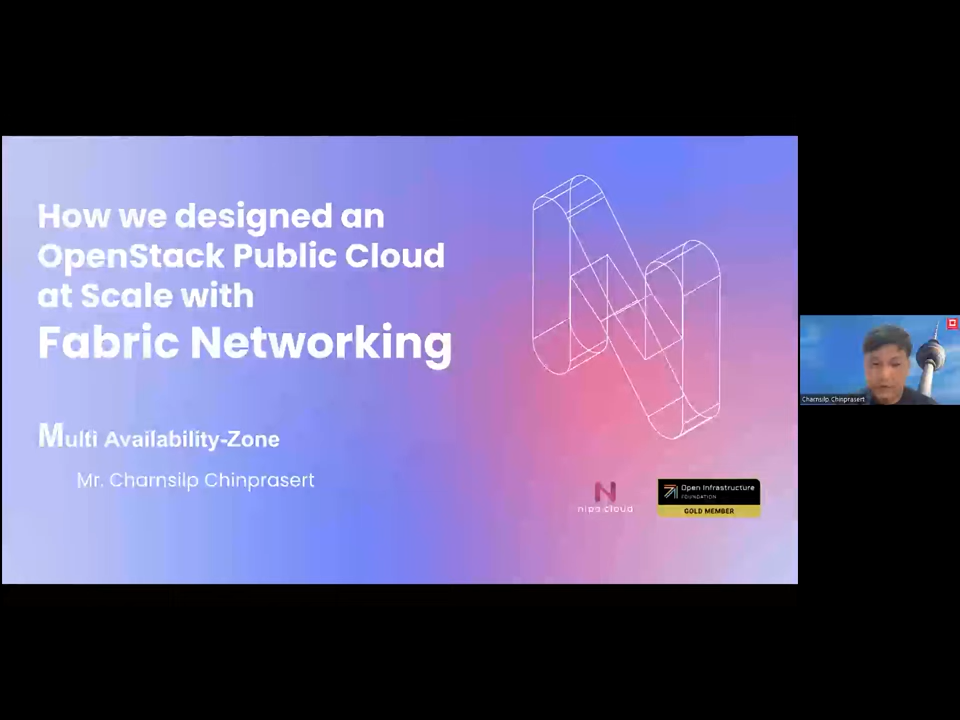 How we designed an
OpenStack Public Cloud
at Scale with
Fabric Networking
Multi Availability-Zone
Mr. Charnsilp Chinprasert
N
nipa cloud
Open Infrastructure
FOUNDATION
GOLD MEMBER
Charnsilp Chinprasert